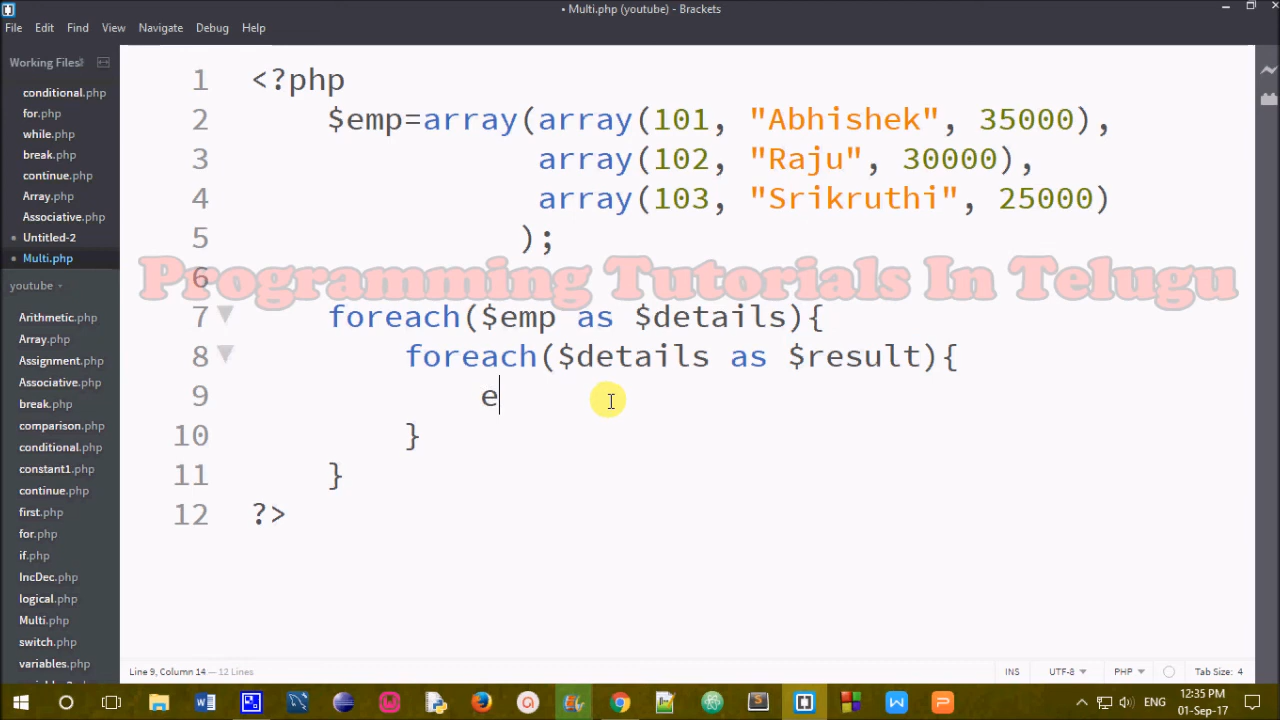 • Multi.php (youtube) - Brackets
File Edit Find View Navigate Debug Help
Working Files
conditional.php
for.php
while.php
break.php
continue.php
Array.php
Associative.php
Untitled-2
Multi.php
youtube
Arithmetic.php
Array.php
Assignment.php
Associative.php
break.php
comparison.php
conditional.php
constant1.php
continue.php
first.php
for.php
if.php
IncDec.php
logical.php
Multi.php
switch.php
variables.php
1 <?php
2 $emp=array(array(101, "Abhishek", 35000),
3 array(102, "Raju", 30000),
4 array(103, "Srikruthi", 25000)
5 );
Programming Tutorials In Telugu
6
7 foreach($emp as $details){
8 foreach($details as $result){
9 e
10 }
11 }
12 ?>
Line 9, Column 14 — 12 Lines
INS UTF-8 PHP Tab Size: 4
ENG 12:35 PM
01-Sep-17